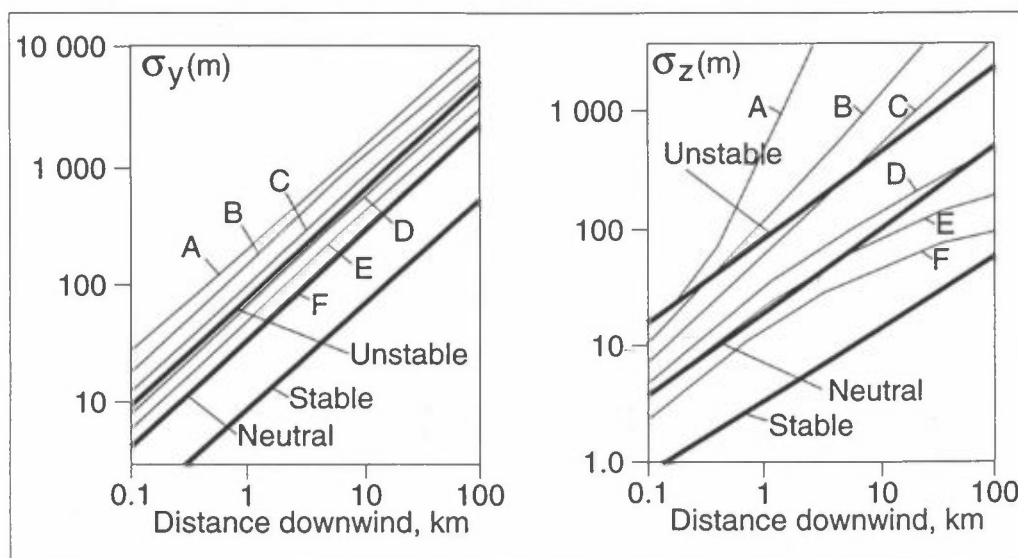 10 000
1 000
100
10
σy(m)
A
B
C
D
E
F
Unstable
Stable
Neutral
0.1 1 10 100
Distance downwind, km
1 000
100
10
1.0
σz(m)
A
B
C
Unstable
D
E
F
Neutral
Stable
0.1 1 10 100
Distance downwind, km